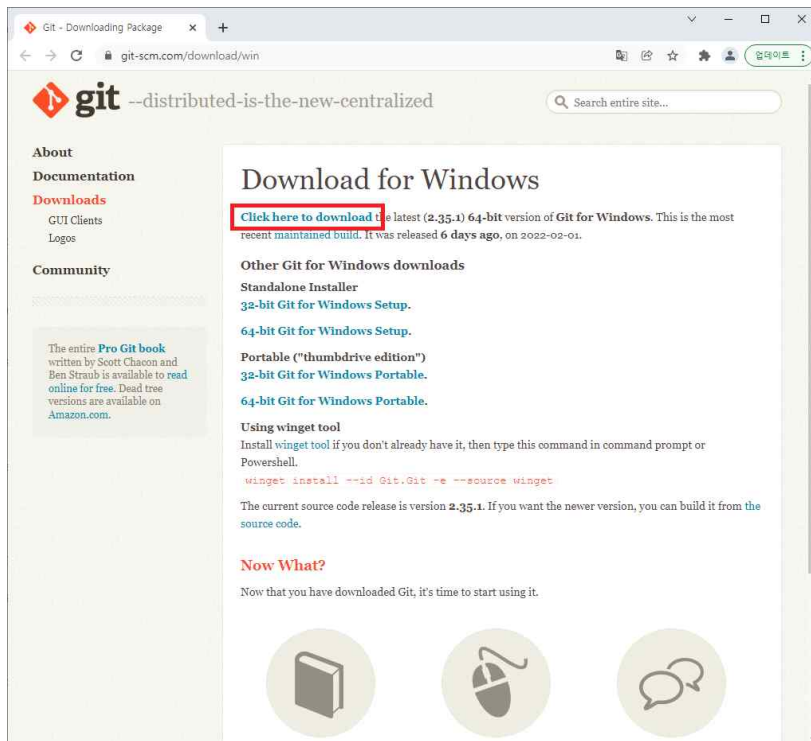 Git - Downloading Package
git-scm.com/download/win
업데이트
git --distributed-is-the-new-centralized
Search entire site...
About
Documentation
Downloads
GUI Clients
Logos
Community
The entire Pro Git book
written by Scott Chacon and
Ben Straub is available to read
online for free. Dead tree
versions are available on
Amazon.com.
Download for Windows
Click here to download the latest (2.35.1) 64-bit version of Git for Windows. This is the most
recent maintained build. It was released 6 days ago, on 2022-02-01.
Other Git for Windows downloads
Standalone Installer
32-bit Git for Windows Setup.
64-bit Git for Windows Setup.
Portable ("thumbdrive edition")
32-bit Git for Windows Portable.
64-bit Git for Windows Portable.
Using winget tool
Install winget tool if you don't already have it, then type this command in command prompt or
Powershell.
winget install --id Git.Git -e --source winget
The current source code release is version 2.35.1. If you want the newer version, you can build it from the
source code.
Now What?
Now that you have downloaded Git, it's time to start using it.